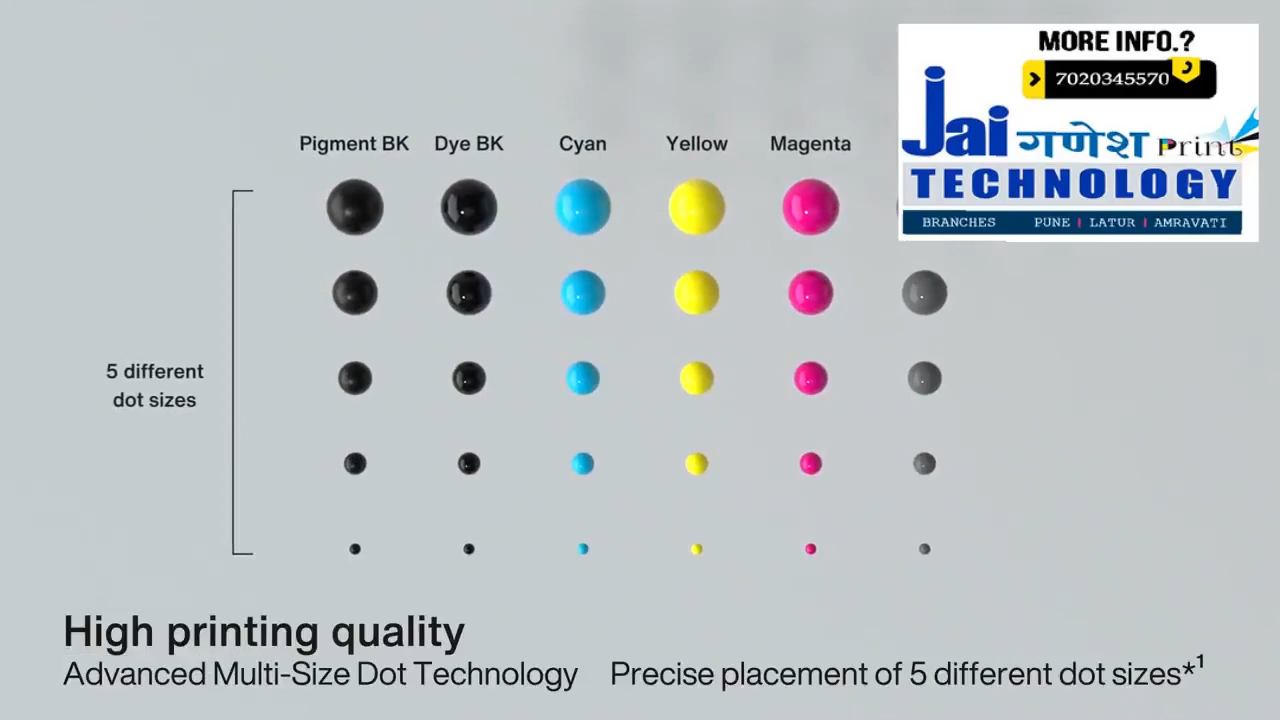 MORE INFO.?
7020345570
Jai गणेश Print
TECHNOLOGY
BRANCHES PUNE | LATUR | AMRAVATI
Pigment BK Dye BK Cyan Yellow Magenta
5 different
dot sizes
High printing quality
Advanced Multi-Size Dot Technology Precise placement of 5 different dot sizes*¹